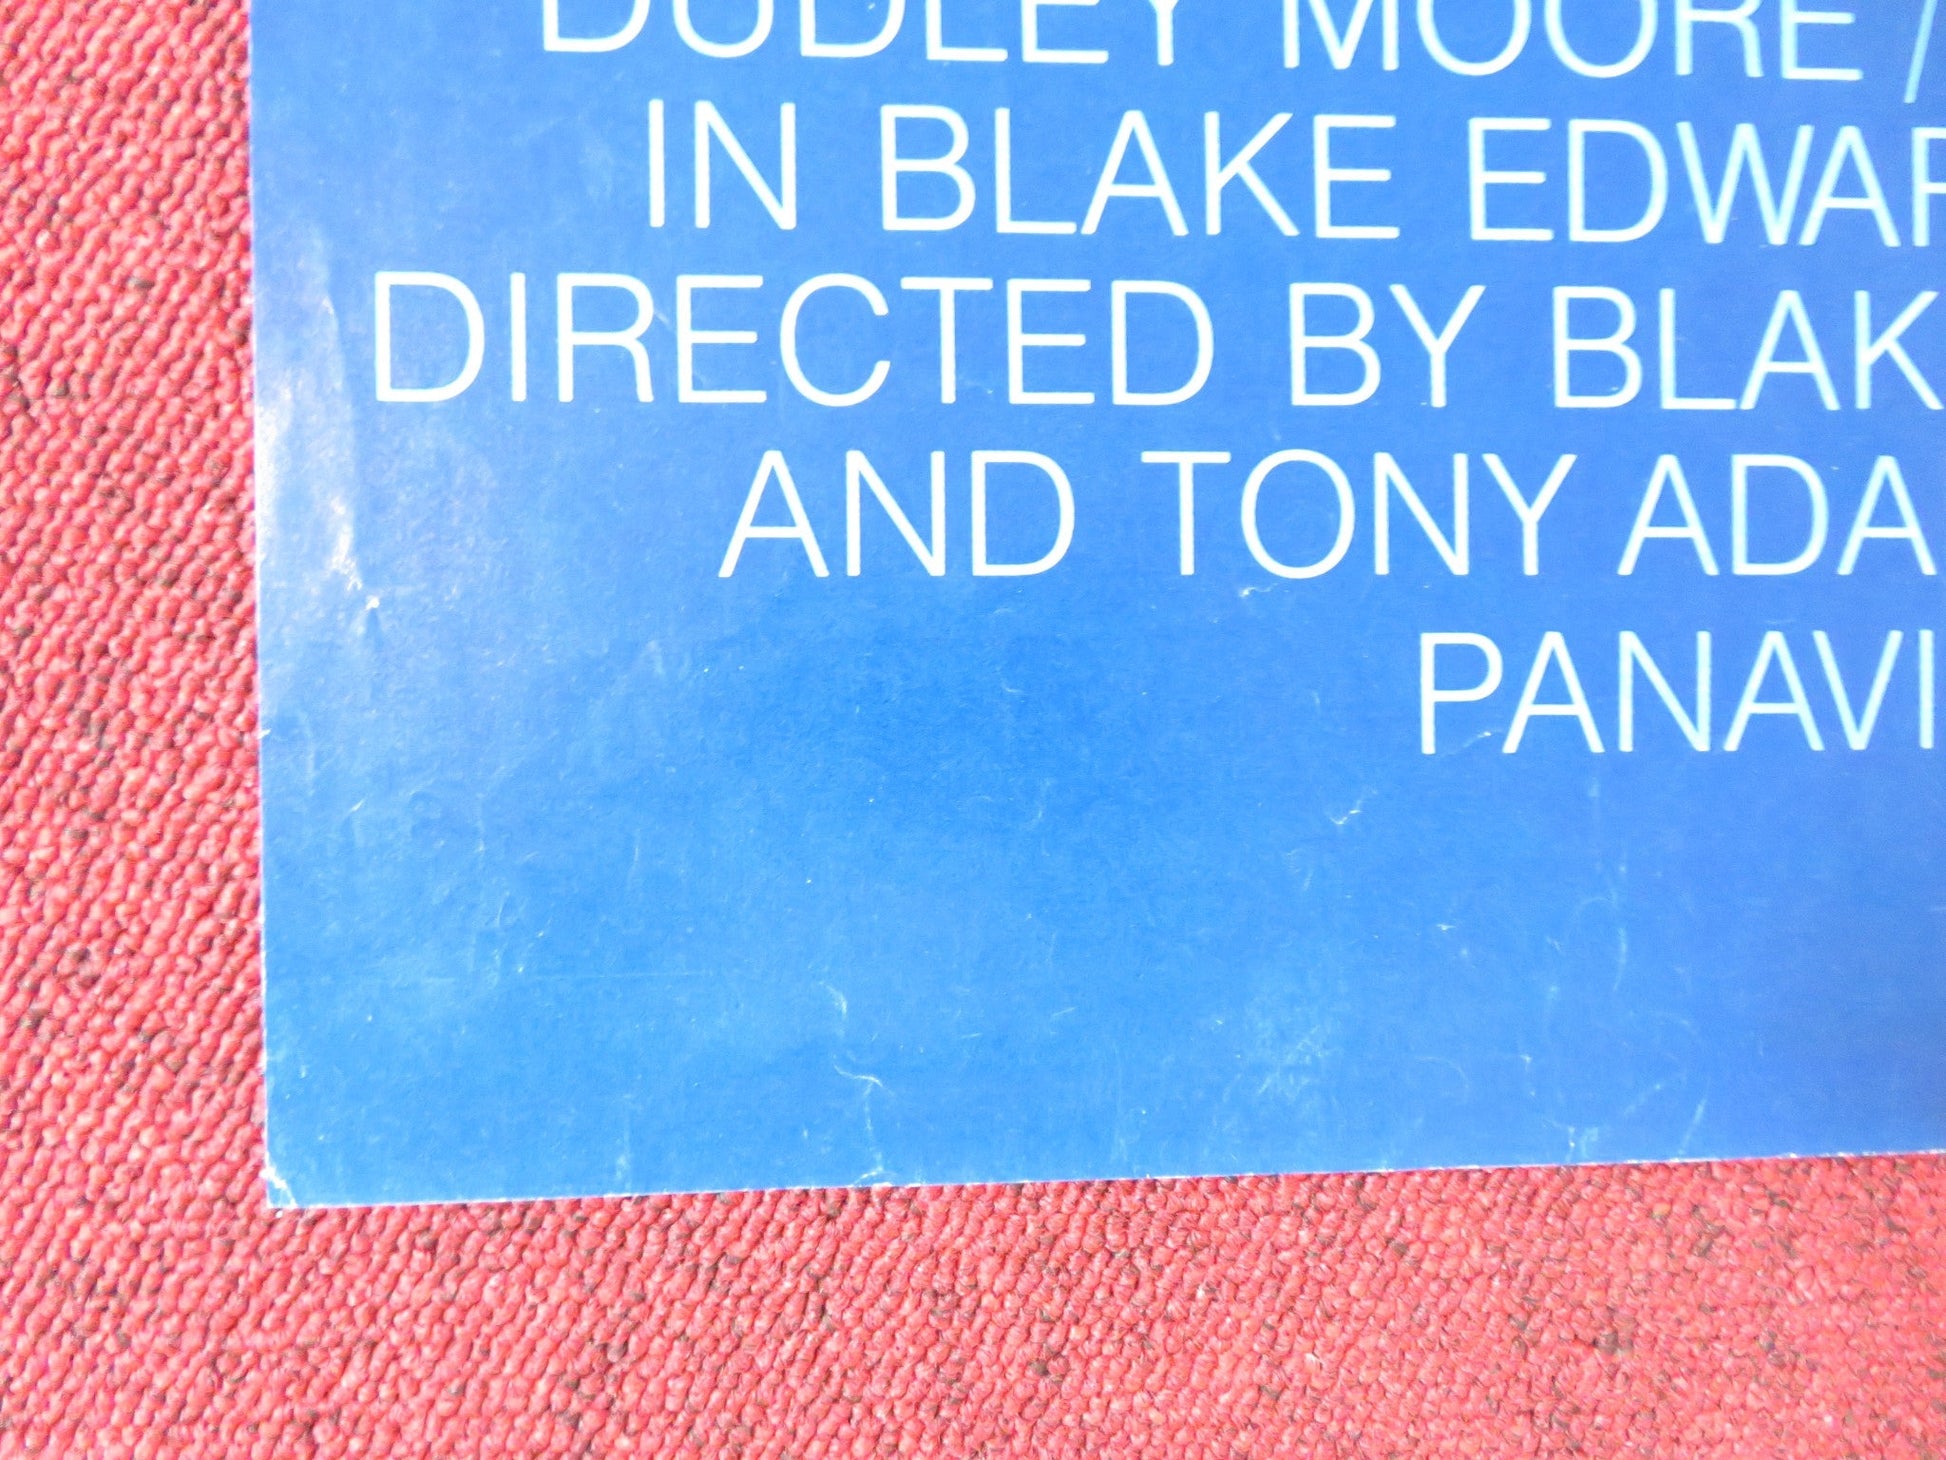 DUDLEY MOORE /
IN BLAKE EDWAR
DIRECTED BY BLAK
AND TONY ADA
PANAVI